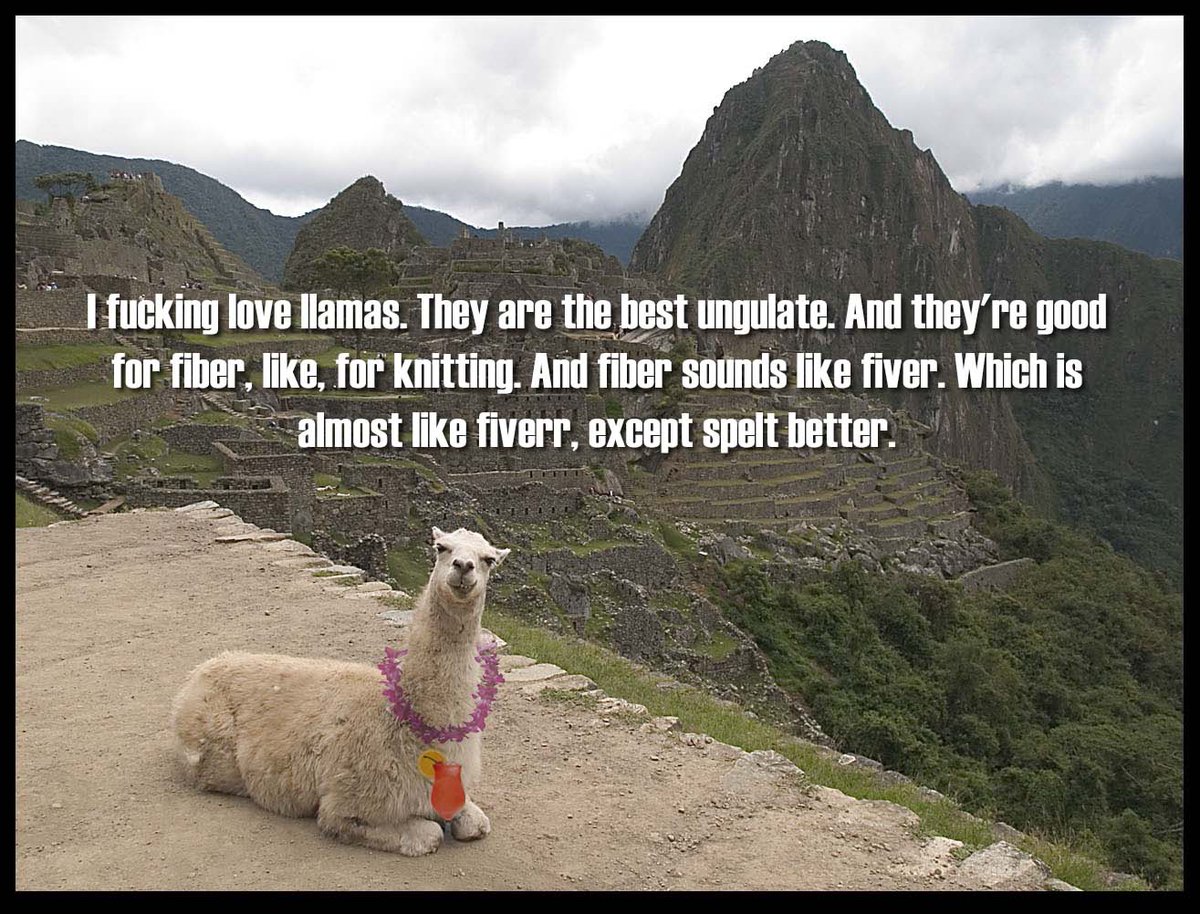 I fucking love llamas. They are the best ungulate. And they're good
for fiber, like, for knitting. And fiber sounds like fiver. Which is
almost like fiverr, except spelt better.